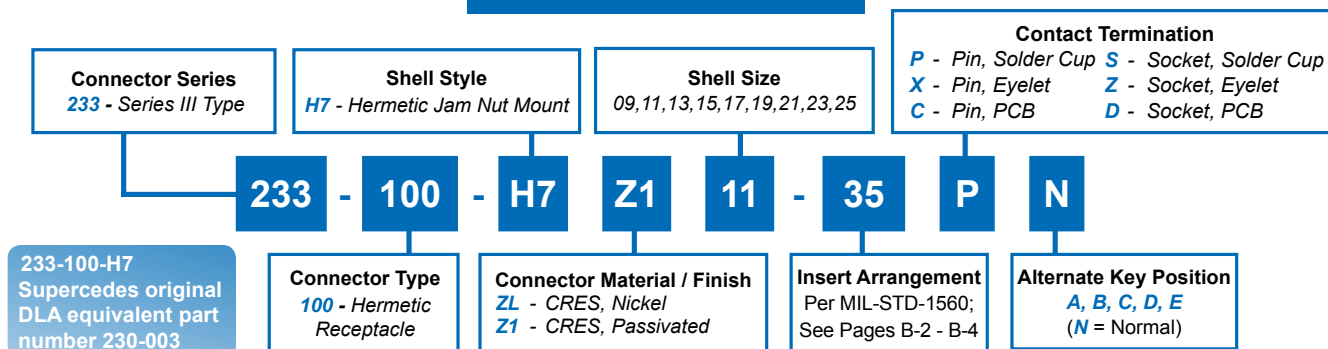 Connector Series
233 - Series III Type
Shell Style
H7 - Hermetic Jam Nut Mount
Shell Size
09,11,13,15,17,19,21,23,25
Contact Termination
P - Pin, Solder Cup S - Socket, Solder Cup
X - Pin, Eyelet Z - Socket, Eyelet
C - Pin, PCB D - Socket, PCB
233 - 100 - H7 Z1 11 - 35 P N
233-100-H7
Supercedes original
DLA equivalent part
number 230-003
Connector Type
100 - Hermetic
Receptacle
Connector Material / Finish
ZL - CRES, Nickel
Z1 - CRES, Passivated
Insert Arrangement
Per MIL-STD-1560;
See Pages B-2 - B-4
Alternate Key Position
A, B, C, D, E
(N = Normal)